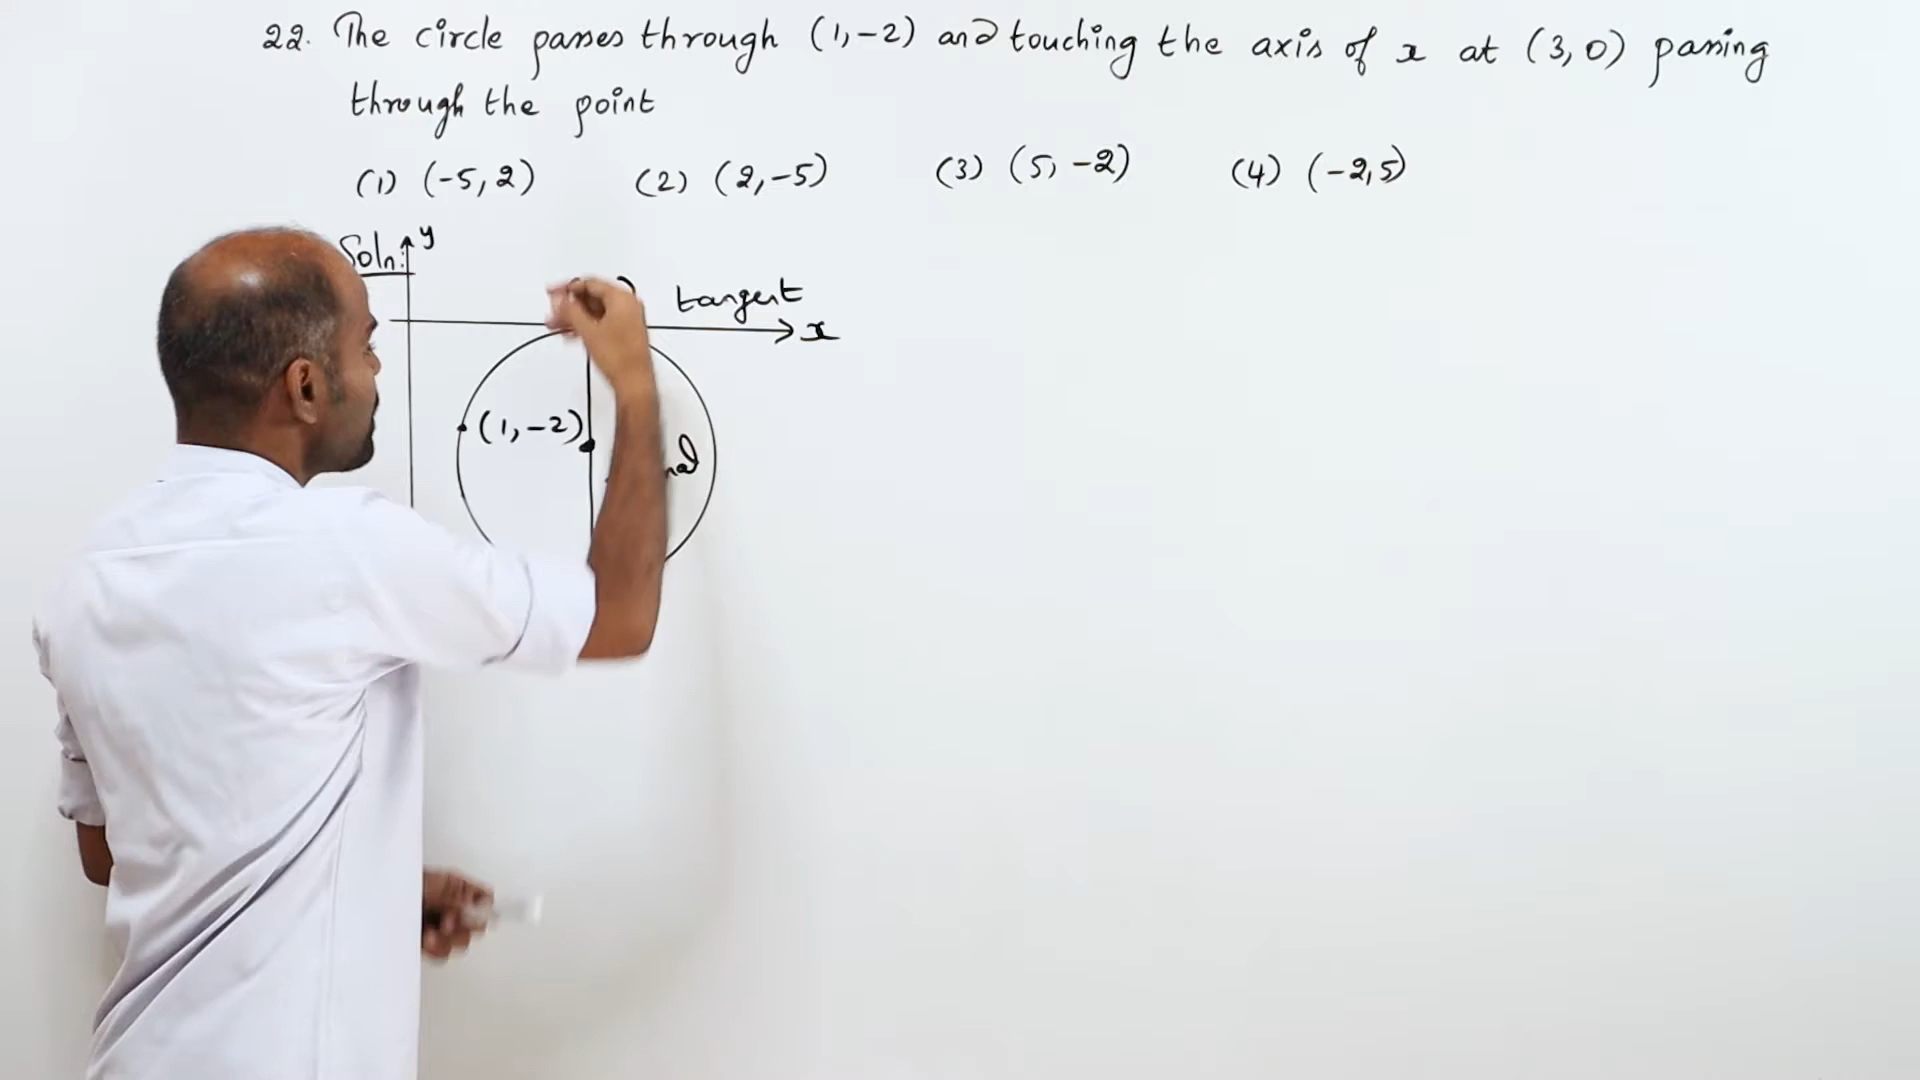 22. The circle passes through (1,-2) and touching the axis of x at (3,0) passing
through the point
(1) (-5,2) (2) (2,-5) (3) (5,-2) (4) (-2,5)
Soln: y
tangent
x
(1,-2)